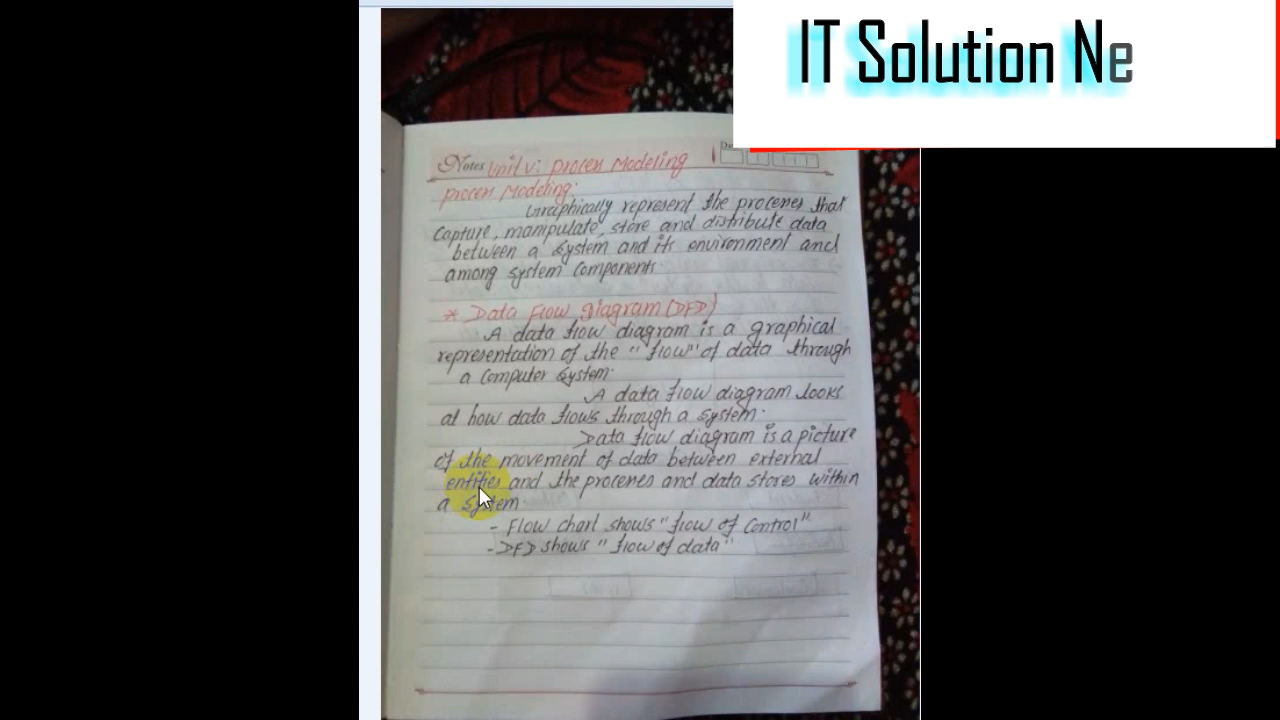 IT Solution Ne
Notes Unit V: Process Modeling
Process Modeling:
Graphically represent the processes that
capture, manipulate, store and distribute data
between a system and its environment and
among system components.
* Data Flow Diagram (DFD)
A data flow diagram is a graphical
representation of the "flow" of data through
a computer system.
A data flow diagram looks
at how data flows through a system.
Data flow diagram is a picture
of the movement of data between external
entities and the processes and data stores within
a system
- Flow chart shows "flow of control"
- DFD shows "flow of data"